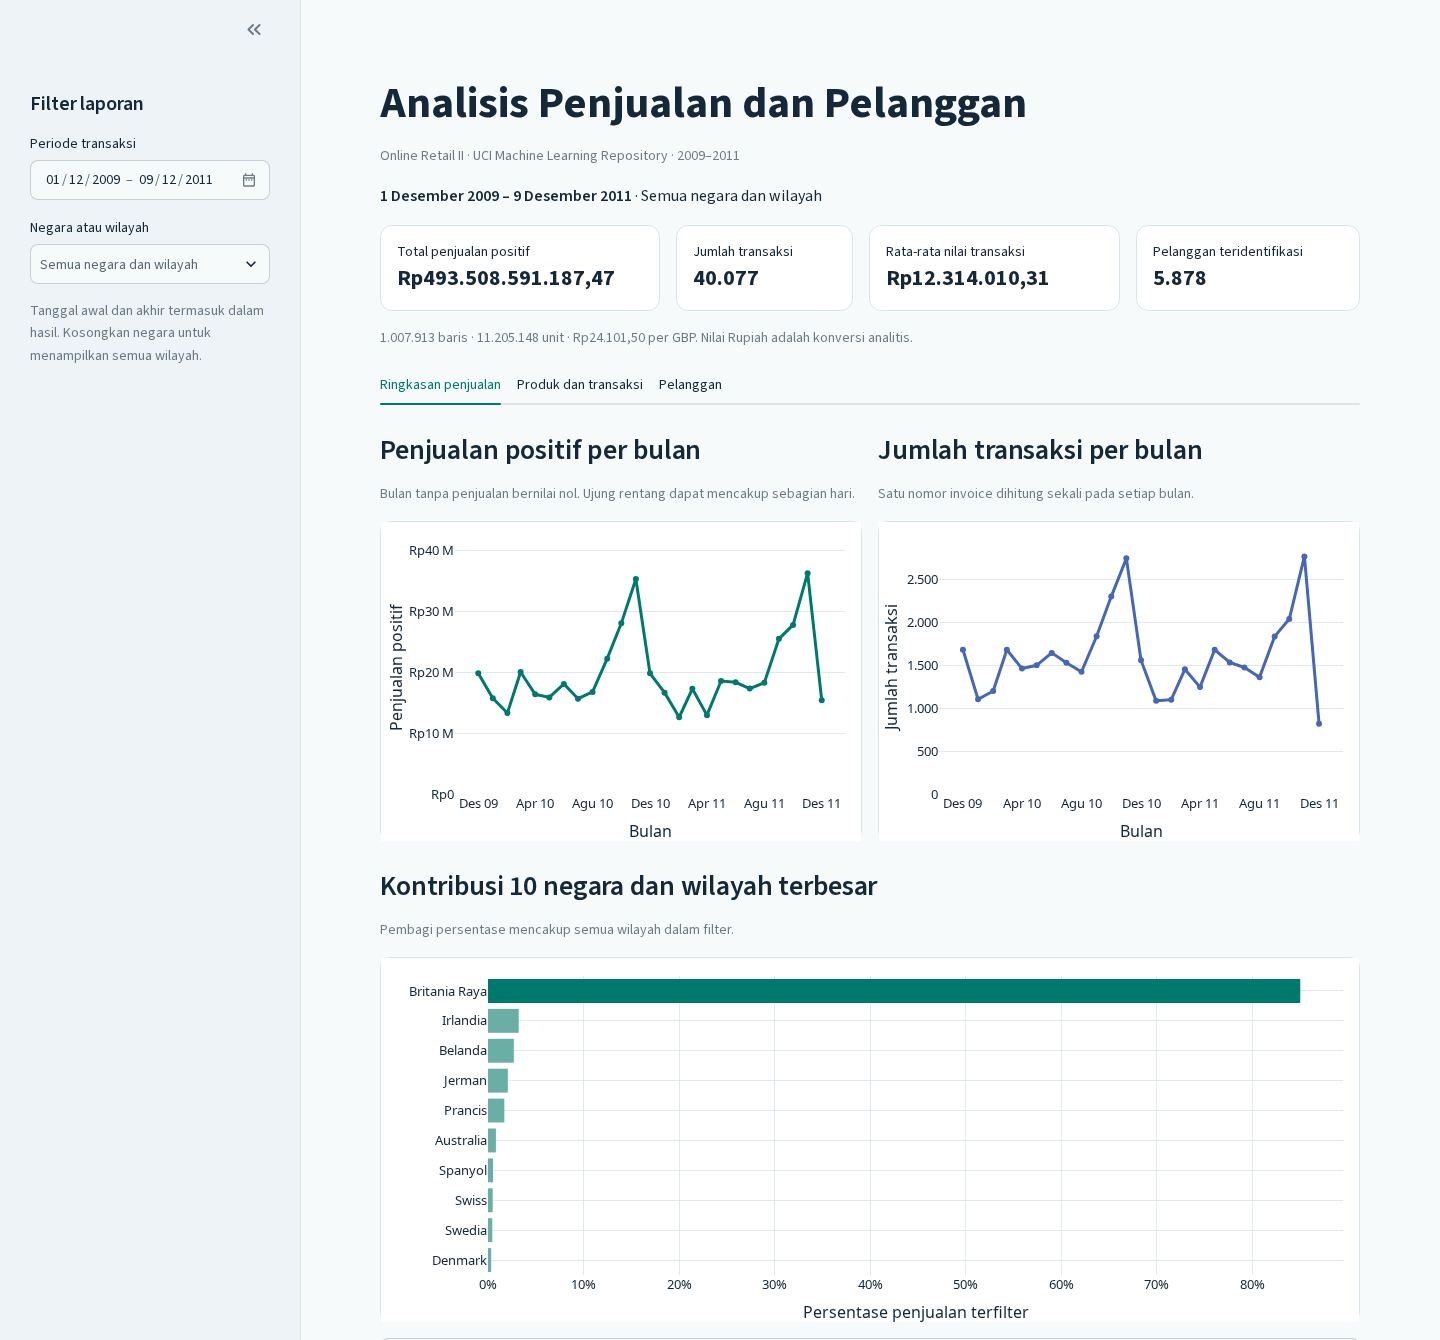 Filter laporan
Periode transaksi
01 / 12 / 2009 – 09 / 12 / 2011
Negara atau wilayah
Semua negara dan wilayah
Tanggal awal dan akhir termasuk dalam
hasil. Kosongkan negara untuk
menampilkan semua wilayah.
Analisis Penjualan dan Pelanggan
Online Retail II · UCI Machine Learning Repository · 2009–2011
1 Desember 2009 – 9 Desember 2011 · Semua negara dan wilayah
Total penjualan positif
Rp493.508.591.187,47
Jumlah transaksi
40.077
Rata-rata nilai transaksi
Rp12.314.010,31
Pelanggan teridentifikasi
5.878
1.007.913 baris · 11.205.148 unit · Rp24.101,50 per GBP. Nilai Rupiah adalah konversi analitis.
Ringkasan penjualan
Produk dan transaksi
Pelanggan
Penjualan positif per bulan
Bulan tanpa penjualan bernilai nol. Ujung rentang dapat mencakup sebagian hari.
Penjualan positif
Rp40 M
Rp30 M
Rp20 M
Rp10 M
Rp0
Des 09 Apr 10 Agu 10 Des 10 Apr 11 Agu 11 Des 11
Bulan
Jumlah transaksi per bulan
Satu nomor invoice dihitung sekali pada setiap bulan.
Jumlah transaksi
2.500
2.000
1.500
1.000
500
0
Des 09 Apr 10 Agu 10 Des 10 Apr 11 Agu 11 Des 11
Bulan
Kontribusi 10 negara dan wilayah terbesar
Pembagi persentase mencakup semua wilayah dalam filter.
Britania Raya
Irlandia
Belanda
Jerman
Prancis
Australia
Spanyol
Swiss
Swedia
Denmark
0% 10% 20% 30% 40% 50% 60% 70% 80%
Persentase penjualan terfilter